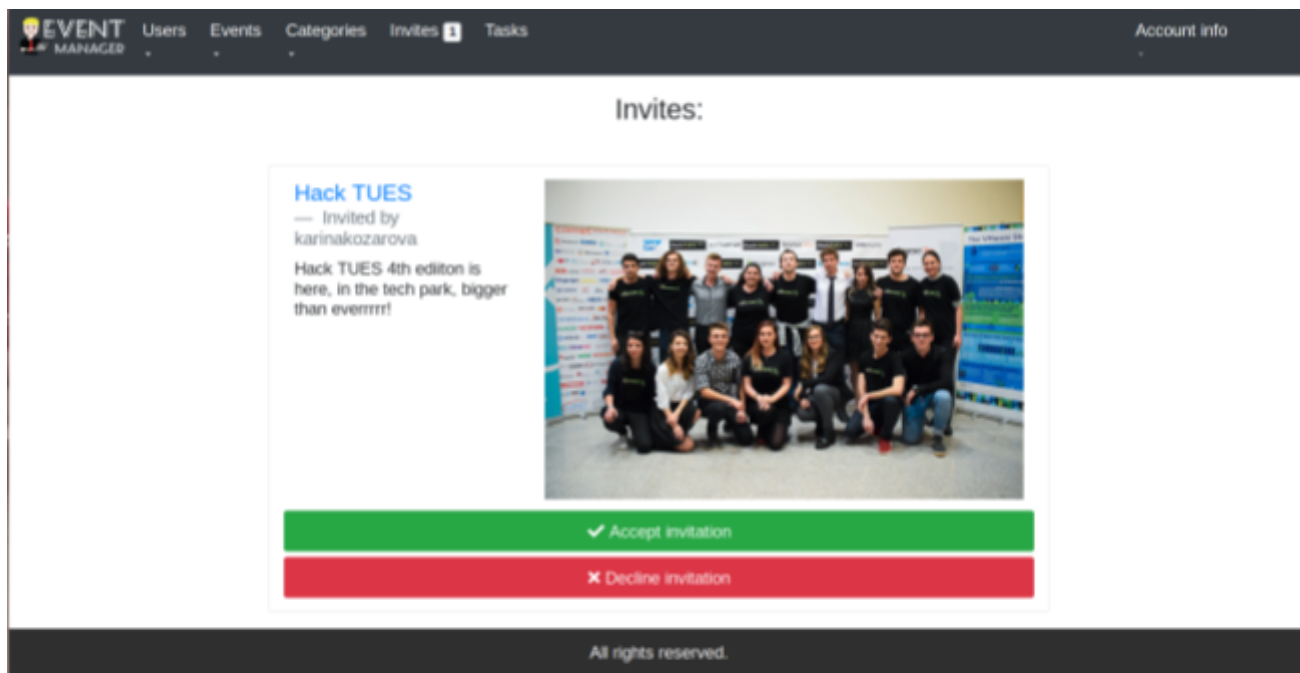 EVENT
MANAGER
Users
Events
Categories
Invites 1
Tasks
Account info
Invites:
Hack TUES
— Invited by
karinakozarova
Hack TUES 4th ediiton is
here, in the tech park, bigger
than everrrrr!
Accept invitation
Decline invitation
All rights reserved.